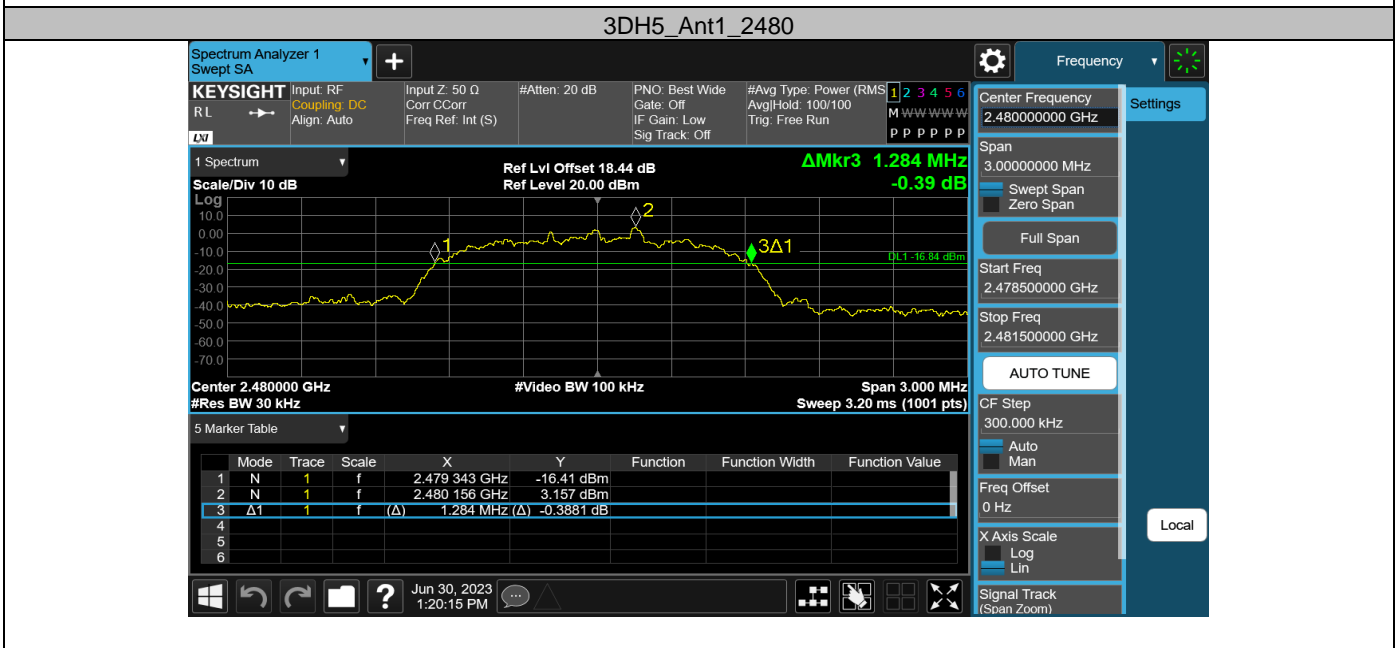 3DH5_Ant1_2480
Spectrum Analyzer 1
Swept SA
Frequency
KEYSIGHT
R L
LXI
Input: RF
Coupling: DC
Align: Auto
Input Z: 50 Ω
Corr CCorr
Freq Ref: Int (S)
#Atten: 20 dB
PNO: Best Wide
Gate: Off
IF Gain: Low
Sig Track: Off
#Avg Type: Power (RMS
Avg|Hold: 100/100
Trig: Free Run
1 2 3 4 5 6
M W W W W W
P P P P P P
1 Spectrum
Scale/Div 10 dB
Ref Lvl Offset 18.44 dB
Ref Level 20.00 dBm
ΔMkr3 1.284 MHz
-0.39 dB
Log
10.0
0.00
-10.0
-20.0
-30.0
-40.0
-50.0
-60.0
-70.0
1
2
3Δ1
DL1 -16.84 dBm
Center 2.480000 GHz
#Video BW 100 kHz
Span 3.000 MHz
#Res BW 30 kHz
Sweep 3.20 ms (1001 pts)
5 Marker Table
Mode Trace Scale X Y Function Function Width Function Value
1 N 1 f 2.479 343 GHz -16.41 dBm
2 N 1 f 2.480 156 GHz 3.157 dBm
3 Δ1 1 f (Δ) 1.284 MHz (Δ) -0.3881 dB
4
5
6
?
Jun 30, 2023
1:20:15 PM
Center Frequency
2.480000000 GHz
Settings
Span
3.00000000 MHz
Swept Span
Zero Span
Full Span
Start Freq
2.478500000 GHz
Stop Freq
2.481500000 GHz
AUTO TUNE
CF Step
300.000 kHz
Auto
Man
Freq Offset
0 Hz
Local
X Axis Scale
Log
Lin
Signal Track
(Span Zoom)